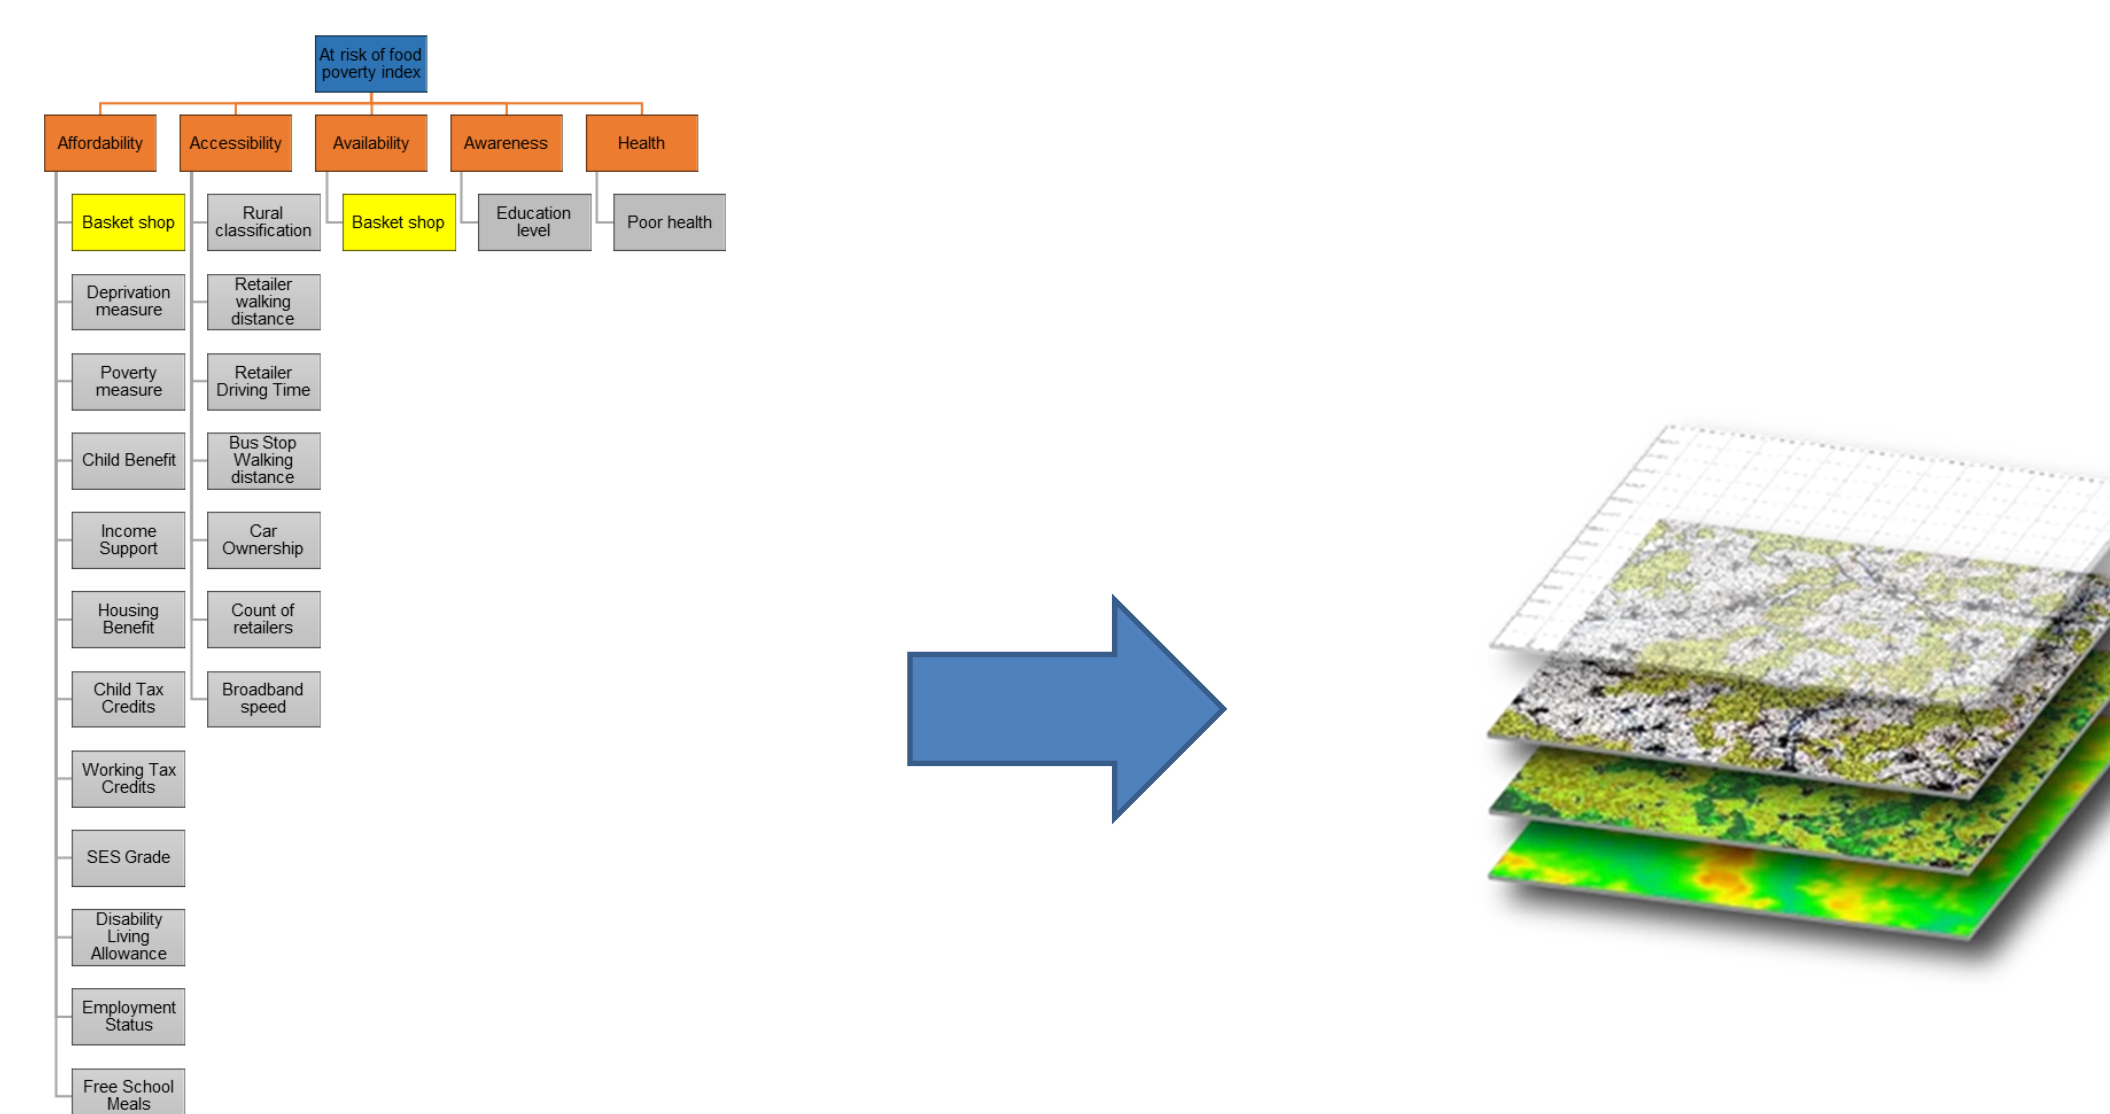 At risk of food
poverty index
Affordability
Accessibility
Availability
Awareness
Health
Basket shop
Rural
classification
Basket shop
Education
level
Poor health
Deprivation
measure
Retailer
walking
distance
Poverty
measure
Retailer
Driving Time
Child Benefit
Bus Stop
Walking
distance
Income
Support
Car
Ownership
Housing
Benefit
Count of
retailers
Child Tax
Credits
Broadband
speed
Working Tax
Credits
SES Grade
Disability
Living
Allowance
Employment
Status
Free School
Meals